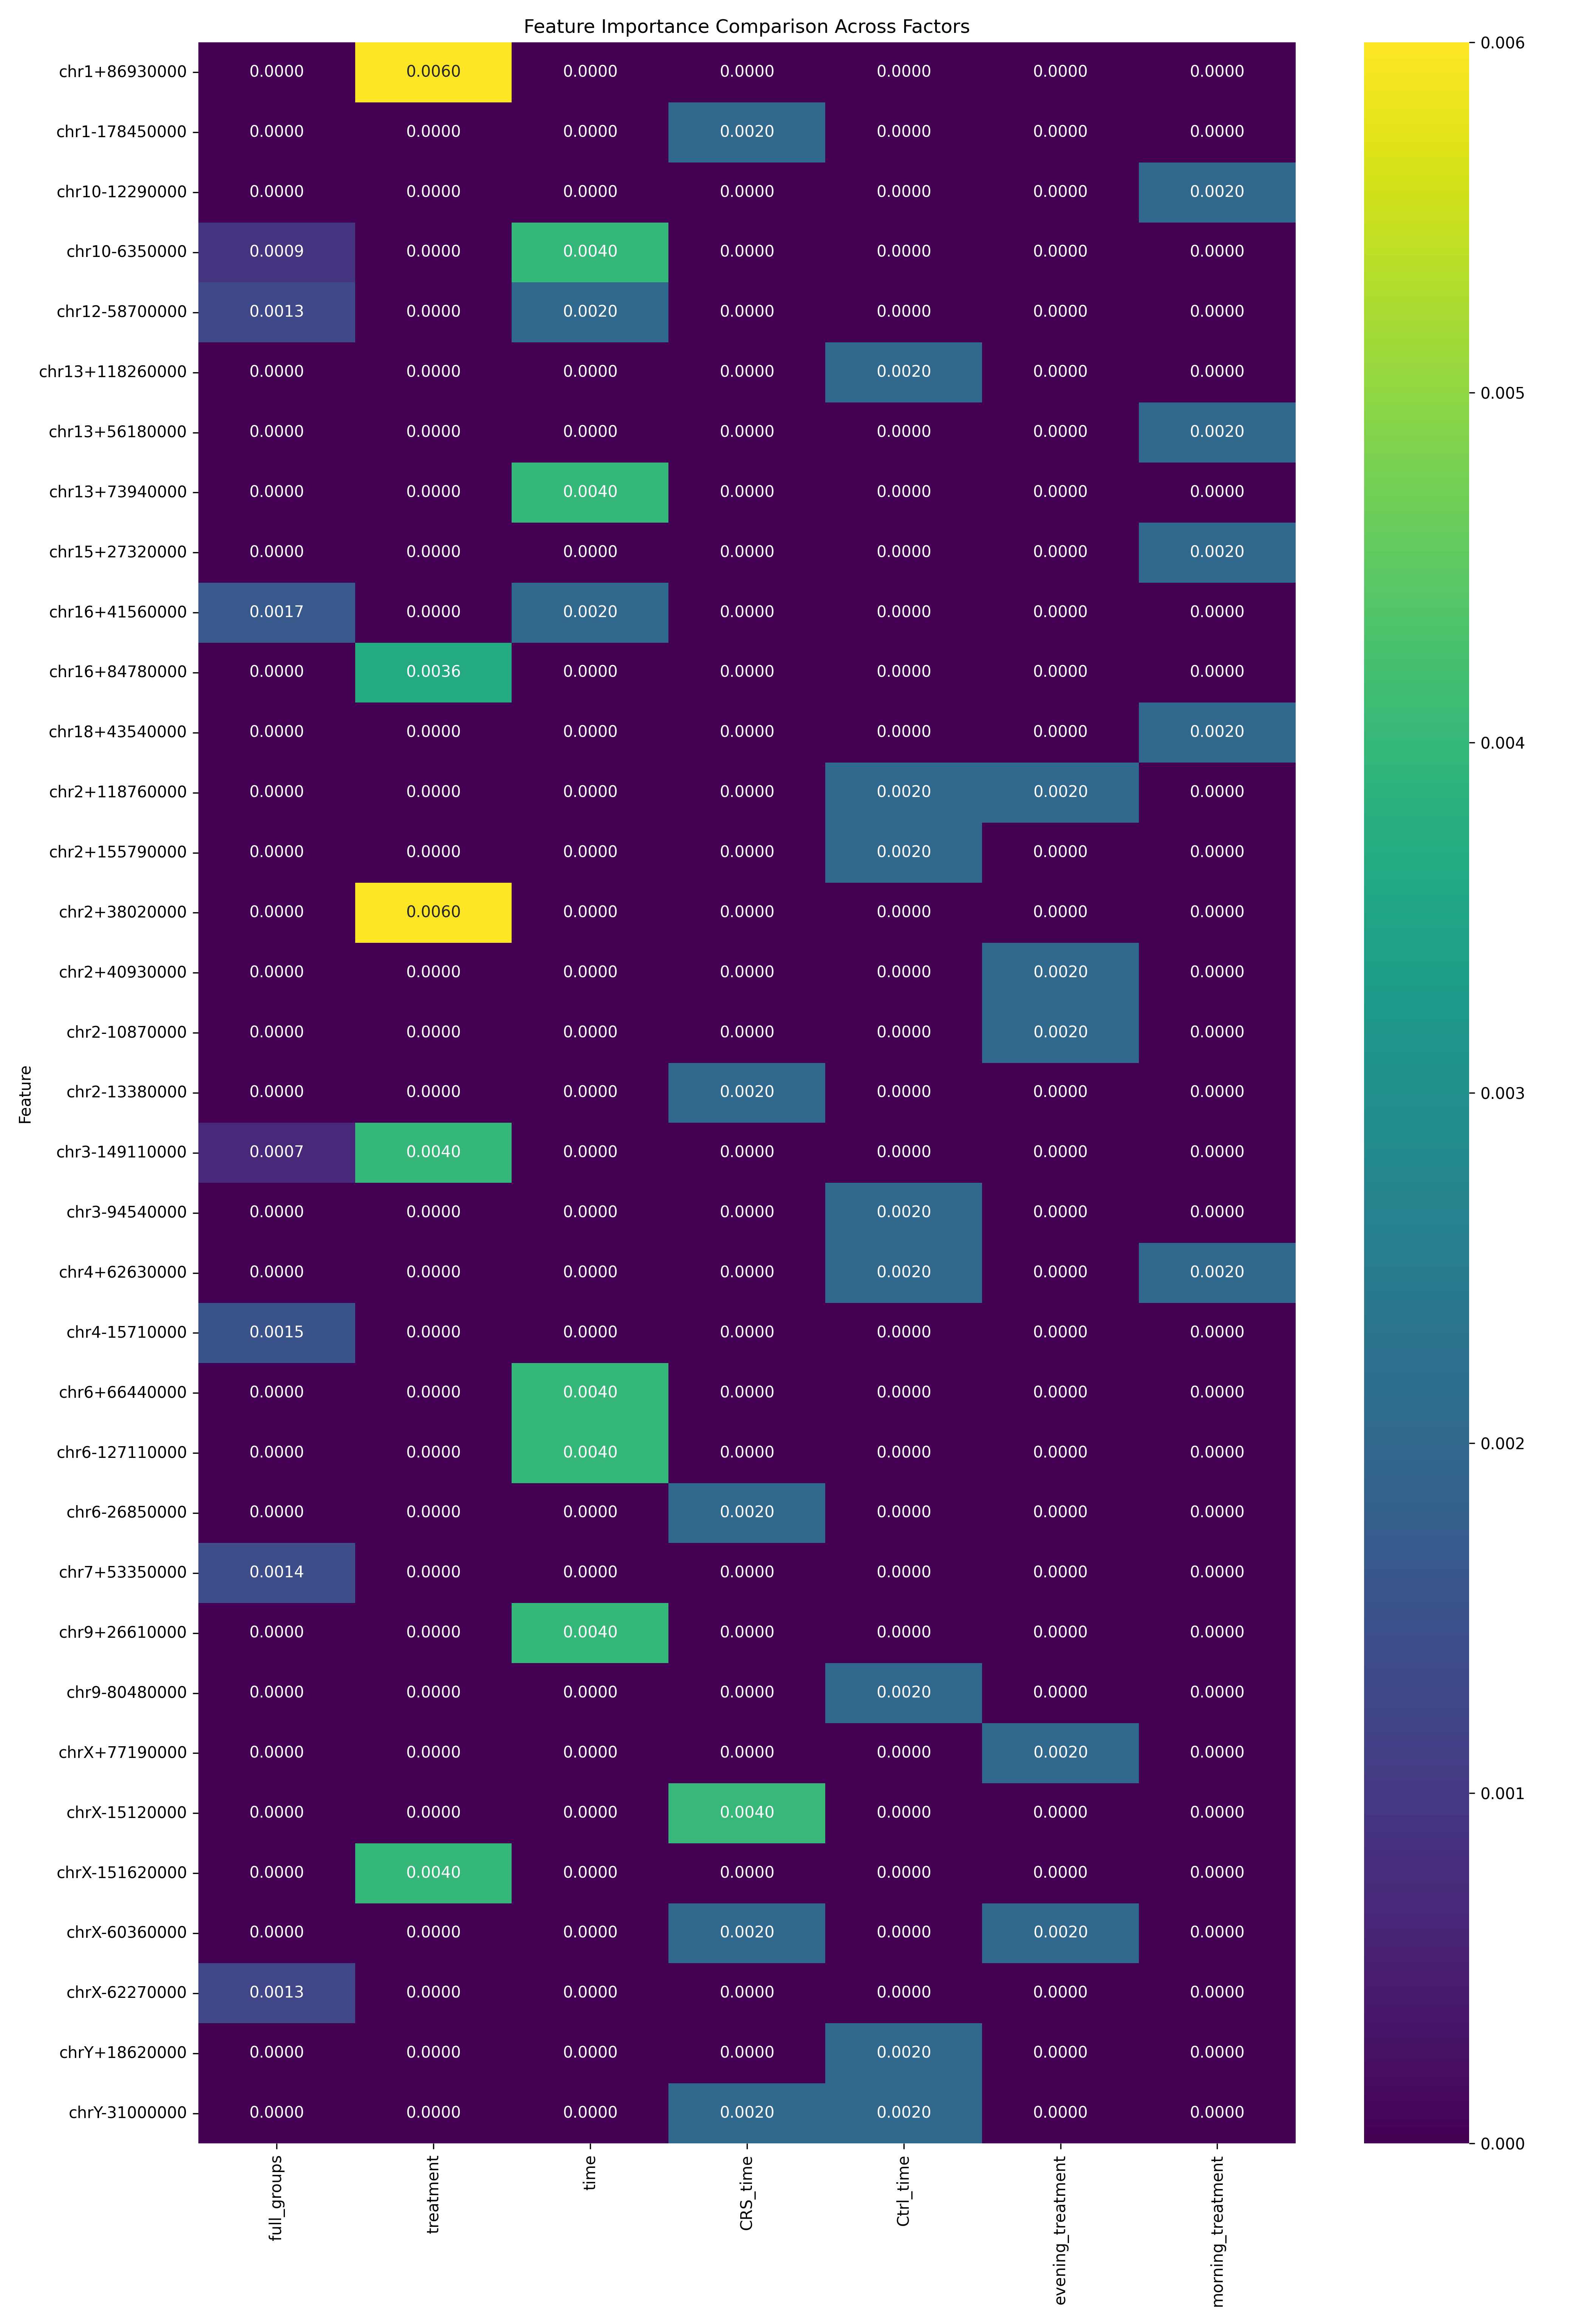 Feature Importance Comparison Across Factors
chr1+86930000 0.0000 0.0060 0.0000 0.0000 0.0000 0.0000 0.0000
chr1-178450000 0.0000 0.0000 0.0000 0.0020 0.0000 0.0000 0.0000
chr10-12290000 0.0000 0.0000 0.0000 0.0000 0.0000 0.0000 0.0020
chr10-6350000 0.0009 0.0000 0.0040 0.0000 0.0000 0.0000 0.0000
chr12-58700000 0.0013 0.0000 0.0020 0.0000 0.0000 0.0000 0.0000
chr13+118260000 0.0000 0.0000 0.0000 0.0000 0.0020 0.0000 0.0000
chr13+56180000 0.0000 0.0000 0.0000 0.0000 0.0000 0.0000 0.0020
chr13+73940000 0.0000 0.0000 0.0040 0.0000 0.0000 0.0000 0.0000
chr15+27320000 0.0000 0.0000 0.0000 0.0000 0.0000 0.0000 0.0020
chr16+41560000 0.0017 0.0000 0.0020 0.0000 0.0000 0.0000 0.0000
chr16+84780000 0.0000 0.0036 0.0000 0.0000 0.0000 0.0000 0.0000
chr18+43540000 0.0000 0.0000 0.0000 0.0000 0.0000 0.0000 0.0020
chr2+118760000 0.0000 0.0000 0.0000 0.0000 0.0020 0.0020 0.0000
chr2+155790000 0.0000 0.0000 0.0000 0.0000 0.0020 0.0000 0.0000
chr2+38020000 0.0000 0.0060 0.0000 0.0000 0.0000 0.0000 0.0000
chr2+40930000 0.0000 0.0000 0.0000 0.0000 0.0000 0.0020 0.0000
chr2-10870000 0.0000 0.0000 0.0000 0.0000 0.0000 0.0020 0.0000
chr2-13380000 0.0000 0.0000 0.0000 0.0020 0.0000 0.0000 0.0000
chr3-149110000 0.0007 0.0040 0.0000 0.0000 0.0000 0.0000 0.0000
chr3-94540000 0.0000 0.0000 0.0000 0.0000 0.0020 0.0000 0.0000
chr4+62630000 0.0000 0.0000 0.0000 0.0000 0.0020 0.0000 0.0020
chr4-15710000 0.0015 0.0000 0.0000 0.0000 0.0000 0.0000 0.0000
chr6+66440000 0.0000 0.0000 0.0040 0.0000 0.0000 0.0000 0.0000
chr6-127110000 0.0000 0.0000 0.0040 0.0000 0.0000 0.0000 0.0000
chr6-26850000 0.0000 0.0000 0.0000 0.0020 0.0000 0.0000 0.0000
chr7+53350000 0.0014 0.0000 0.0000 0.0000 0.0000 0.0000 0.0000
chr9+26610000 0.0000 0.0000 0.0040 0.0000 0.0000 0.0000 0.0000
chr9-80480000 0.0000 0.0000 0.0000 0.0000 0.0020 0.0000 0.0000
chrX+77190000 0.0000 0.0000 0.0000 0.0000 0.0000 0.0020 0.0000
chrX-15120000 0.0000 0.0000 0.0000 0.0040 0.0000 0.0000 0.0000
chrX-151620000 0.0000 0.0040 0.0000 0.0000 0.0000 0.0000 0.0000
chrX-60360000 0.0000 0.0000 0.0000 0.0020 0.0000 0.0020 0.0000
chrX-62270000 0.0013 0.0000 0.0000 0.0000 0.0000 0.0000 0.0000
chrY+18620000 0.0000 0.0000 0.0000 0.0000 0.0020 0.0000 0.0000
chrY-31000000 0.0000 0.0000 0.0000 0.0020 0.0020 0.0000 0.0000
Feature
full_groups
treatment
time
CRS_time
Ctrl_time
evening_treatment
morning_treatment
0.006
0.005
0.004
0.003
0.002
0.001
0.000